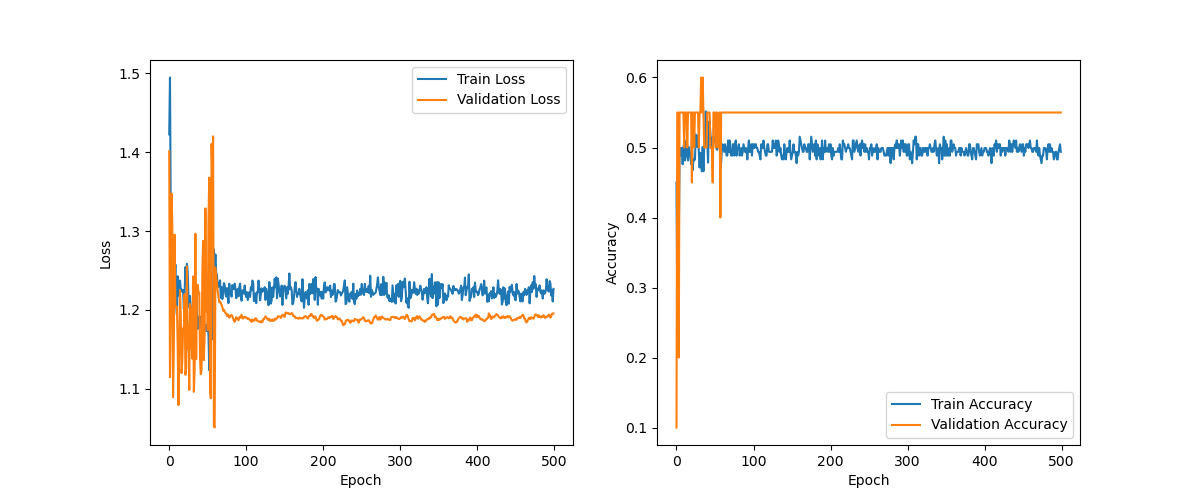 1.5
1.4
1.3
1.2
1.1
Loss
0
100
200
300
400
500
Epoch
Train Loss
Validation Loss
0.6
0.5
0.4
0.3
0.2
0.1
Accuracy
0
100
200
300
400
500
Epoch
Train Accuracy
Validation Accuracy